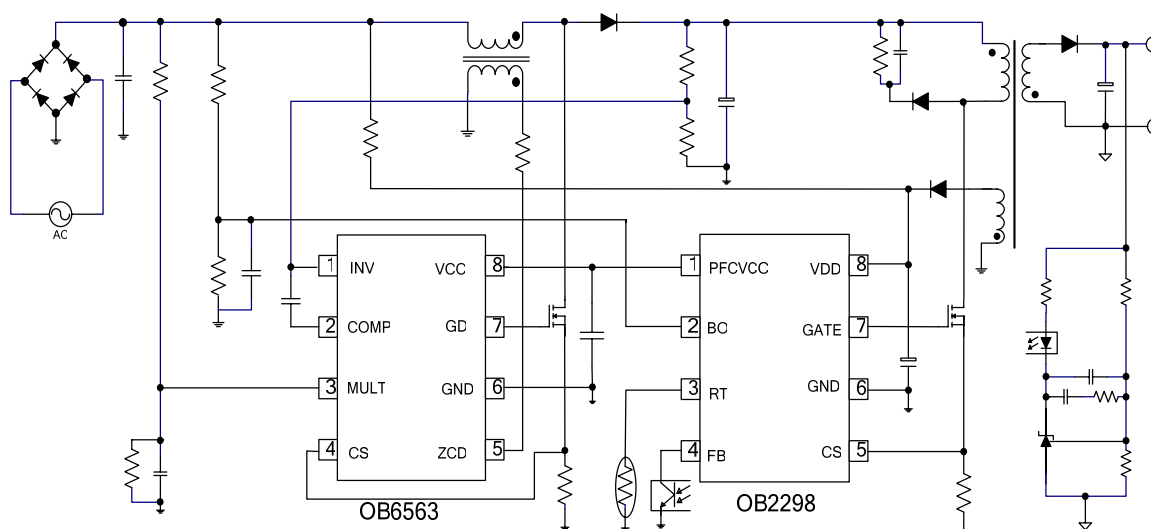 AC
1 INV
2 COMP
3 MULT
4 CS
VCC 8
GD 7
GND 6
ZCD 5
OB6563
1 PFCVCC
2 BO
3 RT
4 FB
VDD 8
GATE 7
GND 6
CS 5
OB2298